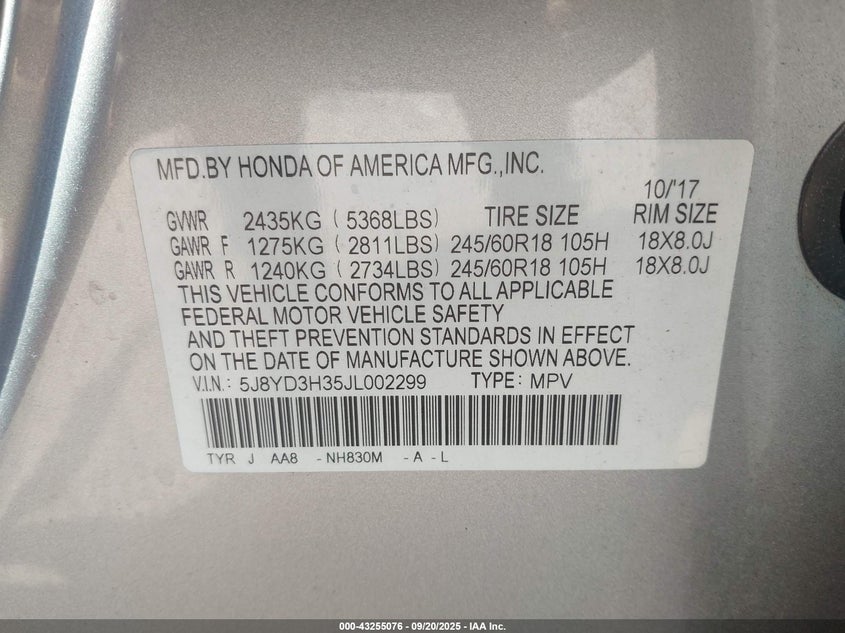 MFD.BY HONDA OF AMERICA MFG.,INC.
10/'17
GVWR 2435KG ( 5368LBS) TIRE SIZE RIM SIZE
GAWR F 1275KG ( 2811LBS) 245/60R18 105H 18X8.0J
GAWR R 1240KG ( 2734LBS) 245/60R18 105H 18X8.0J
THIS VEHICLE CONFORMS TO ALL APPLICABLE
FEDERAL MOTOR VEHICLE SAFETY
AND THEFT PREVENTION STANDARDS IN EFFECT
ON THE DATE OF MANUFACTURE SHOWN ABOVE.
V.I.N.: 5J8YD3H35JL002299 TYPE: MPV
TYR J AA8 -NH830M -A -L
000-43255076 - 09/20/2025 - IAA Inc.